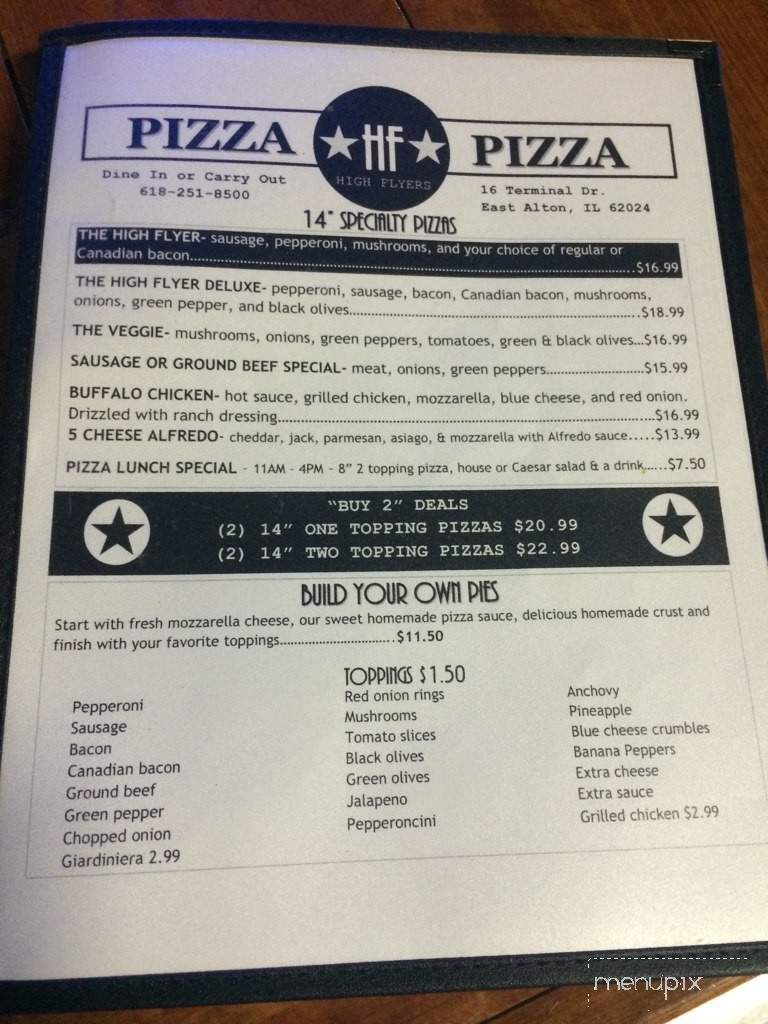 PIZZA HF PIZZA
HIGH FLYERS
Dine In or Carry Out
618-251-8500
16 Terminal Dr.
East Alton, IL 62024
14" SPECIALTY PIZZAS
THE HIGH FLYER- sausage, pepperoni, mushrooms, and your choice of regular or
Canadian bacon....$16.99
THE HIGH FLYER DELUXE- pepperoni, sausage, bacon, Canadian bacon, mushrooms,
onions, green pepper, and black olives....$18.99
THE VEGGIE- mushrooms, onions, green peppers, tomatoes, green & black olives...$16.99
SAUSAGE OR GROUND BEEF SPECIAL- meat, onions, green peppers....$15.99
BUFFALO CHICKEN- hot sauce, grilled chicken, mozzarella, blue cheese, and red onion.
Drizzled with ranch dressing....$16.99
5 CHEESE ALFREDO- cheddar, jack, parmesan, asiago, & mozzarella with Alfredo sauce.....$13.99
PIZZA LUNCH SPECIAL - 11AM - 4PM - 8" 2 topping pizza, house or Caesar salad & a drink......$7.50
"BUY 2" DEALS
(2) 14" ONE TOPPING PIZZAS $20.99
(2) 14" TWO TOPPING PIZZAS $22.99
BUILD YOUR OWN PIES
Start with fresh mozzarella cheese, our sweet homemade pizza sauce, delicious homemade crust and
finish with your favorite toppings....$11.50
TOPPINGS $1.50
Pepperoni
Sausage
Bacon
Canadian bacon
Ground beef
Green pepper
Chopped onion
Giardiniera 2.99
Red onion rings
Mushrooms
Tomato slices
Black olives
Green olives
Jalapeno
Pepperoncini
Anchovy
Pineapple
Blue cheese crumbles
Banana Peppers
Extra cheese
Extra sauce
Grilled chicken $2.99
menupix